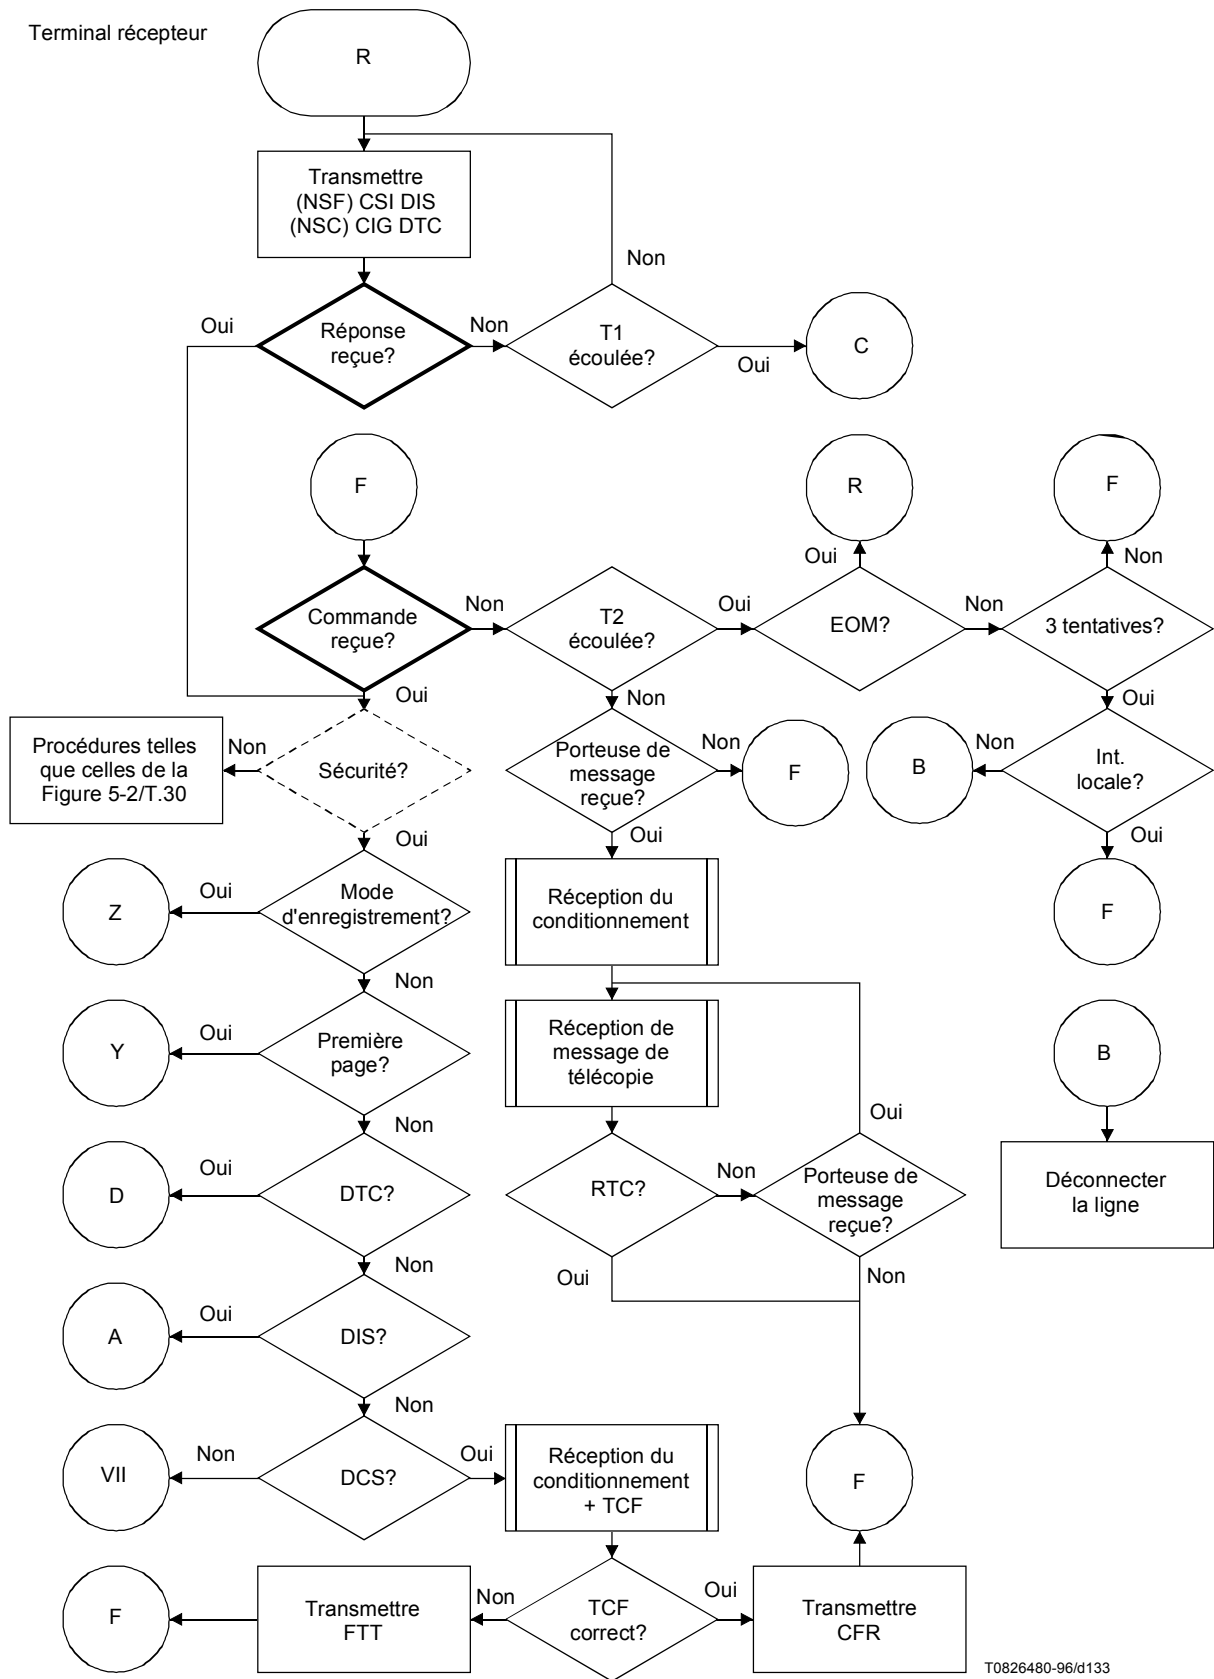 Terminal récepteur
R
Transmettre
(NSF) CSI DIS
(NSC) CIG DTC
Non
Oui
Réponse
reçue?
Non
T1
écoulée?
Oui
C
F
R
F
Oui
Non
Commande
reçue?
Non
T2
écoulée?
Oui
EOM?
Non
3 tentatives?
Oui
Non
Oui
Procédures telles
que celles de la
Figure 5-2/T.30
Non
Sécurité?
Porteuse de
message
reçue?
Non
F
B
Non
Int.
locale?
Oui
Oui
Oui
Z
Oui
Mode
d'enregistrement?
Réception du
conditionnement
F
Non
Y
Oui
Première
page?
Réception de
message de
télécopie
B
Non
Oui
D
Oui
DTC?
RTC?
Non
Porteuse de
message
reçue?
Déconnecter
la ligne
Non
Oui
Non
A
Oui
DIS?
Non
VII
Non
DCS?
Oui
Réception du
conditionnement
+ TCF
F
F
Transmettre
FTT
Non
TCF
correct?
Oui
Transmettre
CFR
T0826480-96/d133